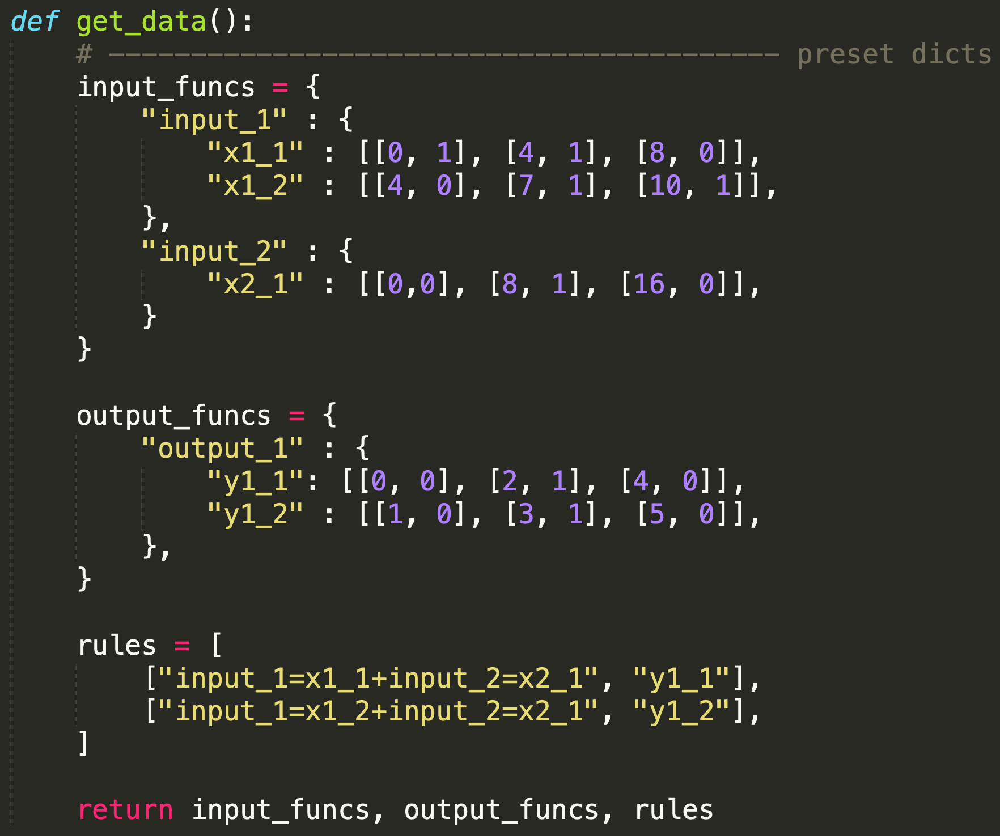 def get_data():
    # ----------------------------------------- preset dicts
    input_funcs = {
        "input_1" : {
            "x1_1" : [[0, 1], [4, 1], [8, 0]],
            "x1_2" : [[4, 0], [7, 1], [10, 1]],
        },
        "input_2" : {
            "x2_1" : [[0,0], [8, 1], [16, 0]],
        }
    }
    output_funcs = {
        "output_1" : {
            "y1_1": [[0, 0], [2, 1], [4, 0]],
            "y1_2" : [[1, 0], [3, 1], [5, 0]],
        },
    }
    rules = [
        ["input_1=x1_1+input_2=x2_1", "y1_1"],
        ["input_1=x1_2+input_2=x2_1", "y1_2"],
    ]
    return input_funcs, output_funcs, rules